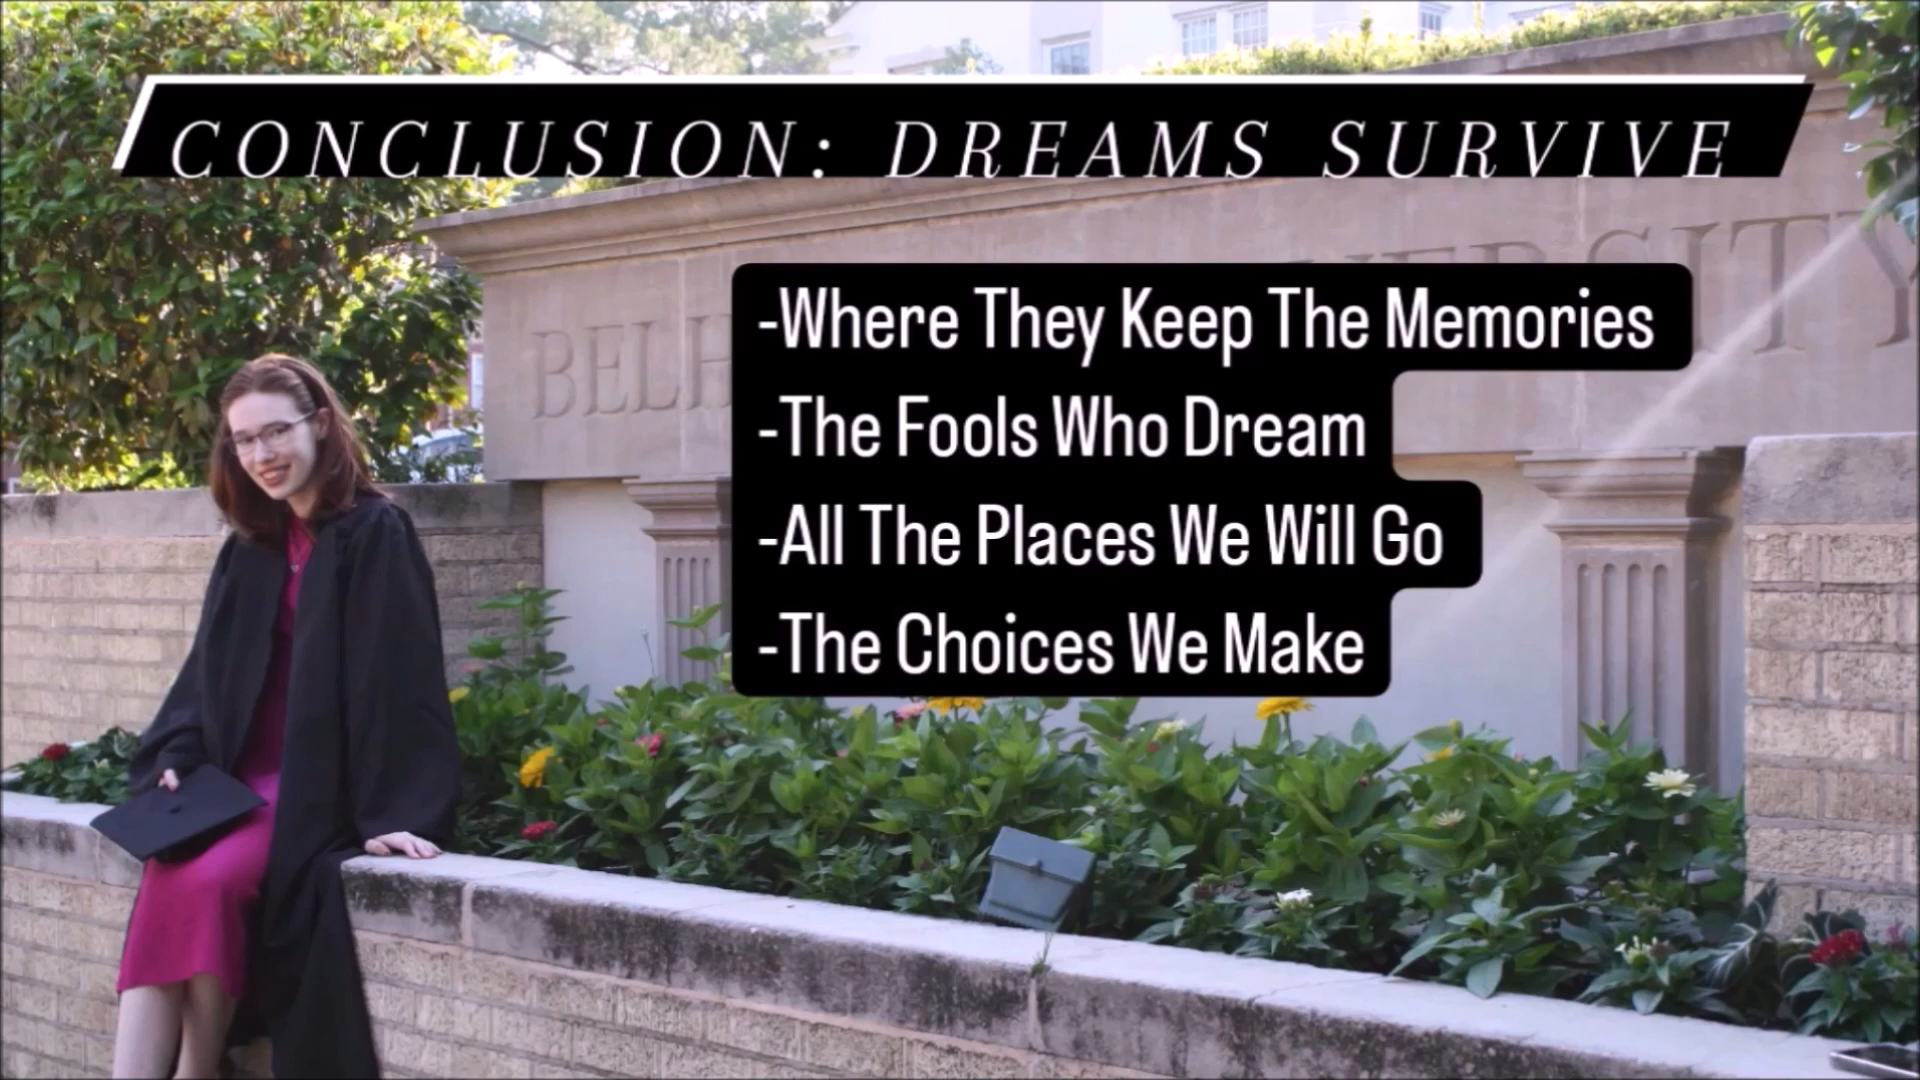 CONCLUSION: DREAMS SURVIVE
-Where They Keep The Memories
-The Fools Who Dream
-All The Places We Will Go
-The Choices We Make